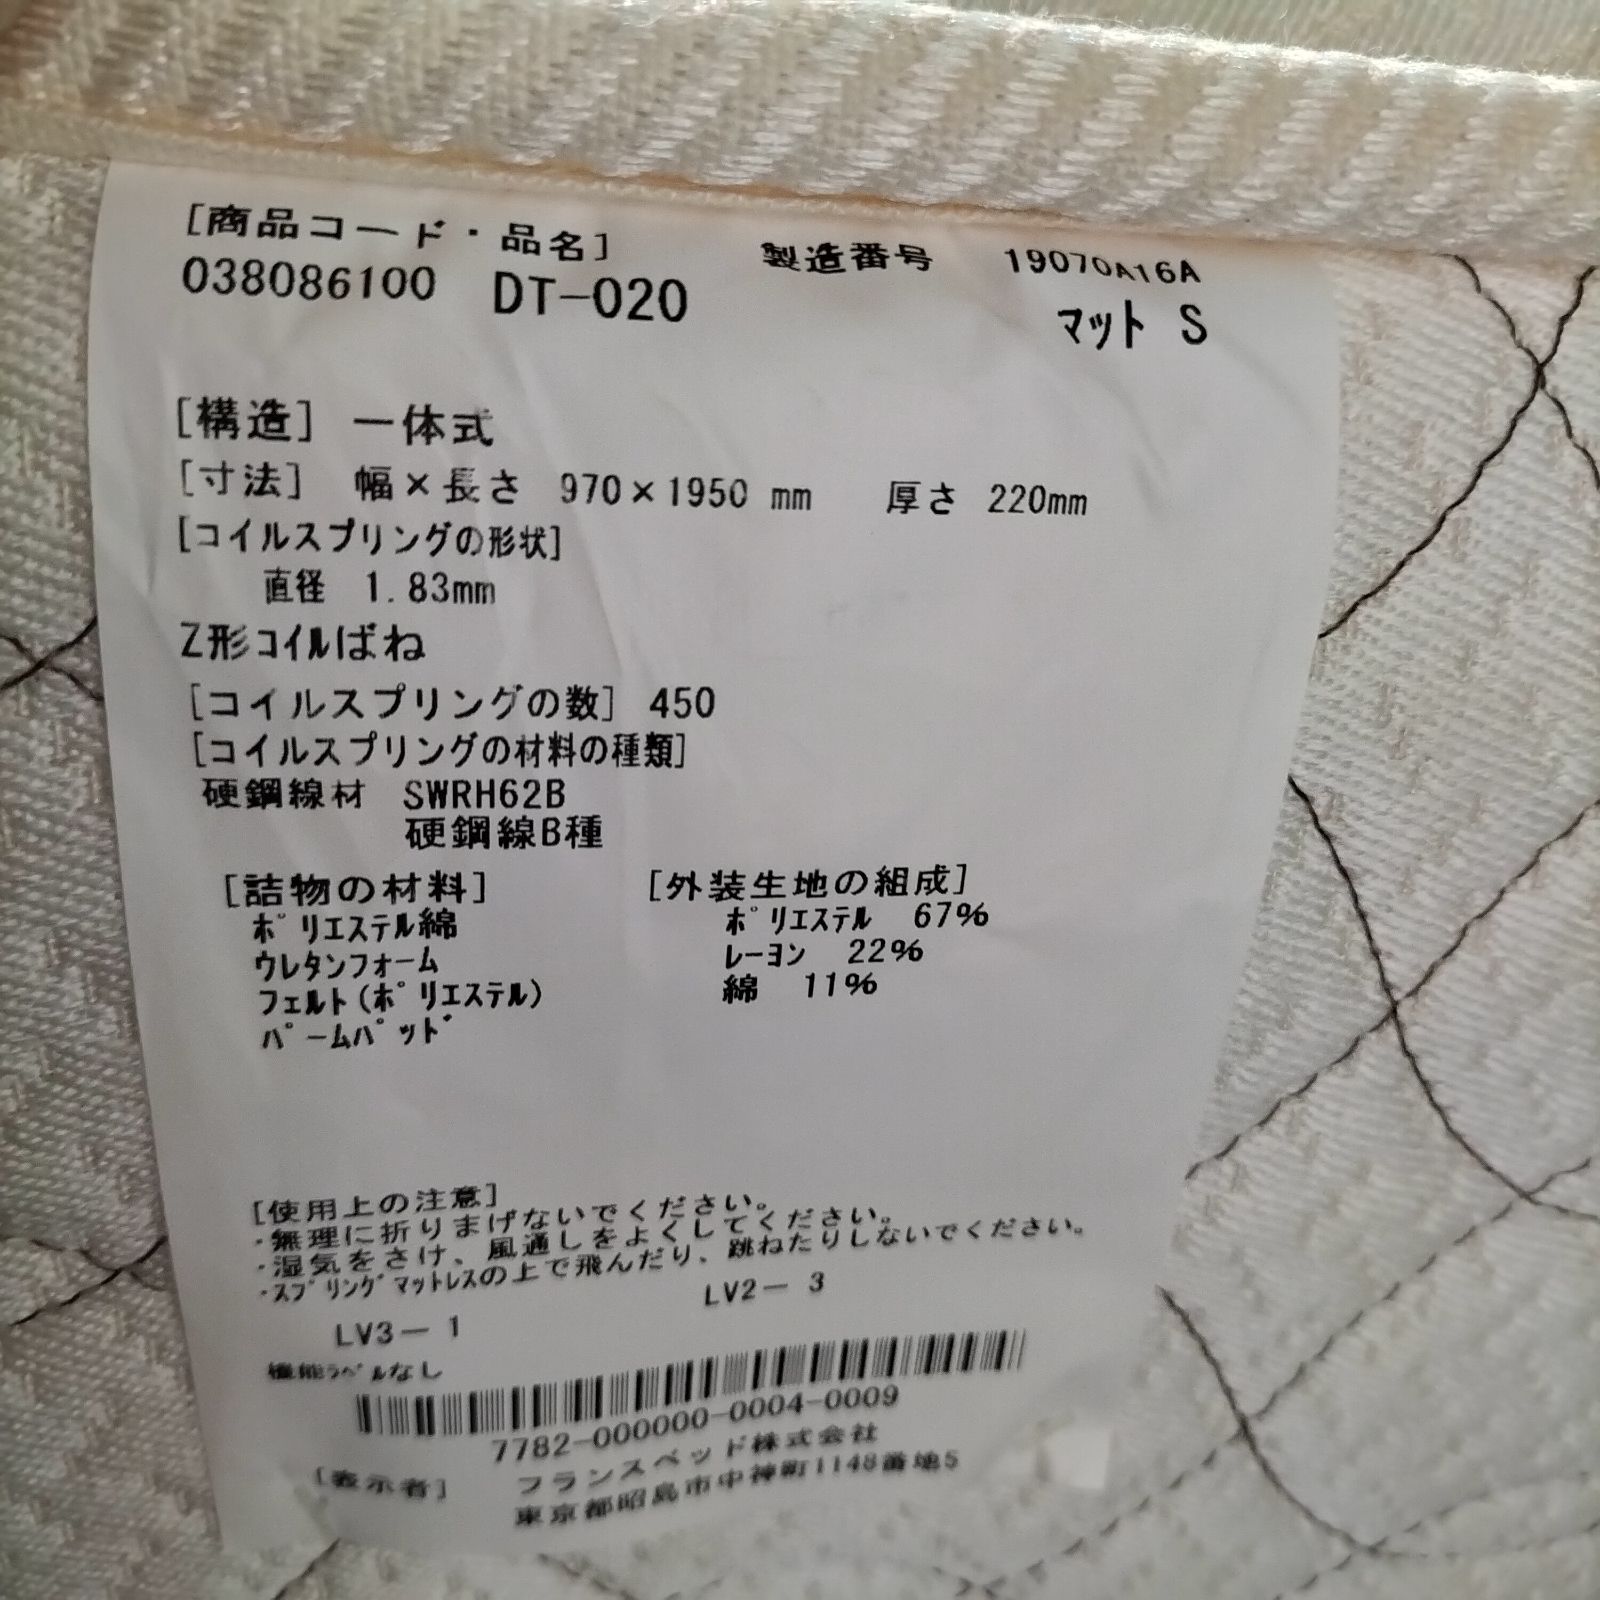 [商品コード・品名]
製造番号 19070A16A
038086100 DT-020
マット S
[構造] 一体式
[寸法] 幅×長さ 970×1950 mm 厚さ 220mm
[コイルスプリングの形状]
直径 1.83mm
Z形コイルばね
[コイルスプリングの数] 450
[コイルスプリングの材料の種類]
硬鋼線材 SWRH62B
硬鋼線B種
[詰物の材料]
ポリエステル綿
ウレタンフォーム
フェルト(ポリエステル)
パームパッド
[外装生地の組成]
ポリエステル 67%
レーヨン 22%
綿 11%
[使用上の注意]
・無理に折りまげないでください。
・湿気をさけ、風通しをよくしてください。
・スプリングマットレスの上で飛んだり、跳ねたりしないでください。
LV3- 1
LV2- 3
機能ラベルなし
7782-000000-0004-0009
[表示者] フランスベッド株式会社
東京都昭島市中神町1148番地5